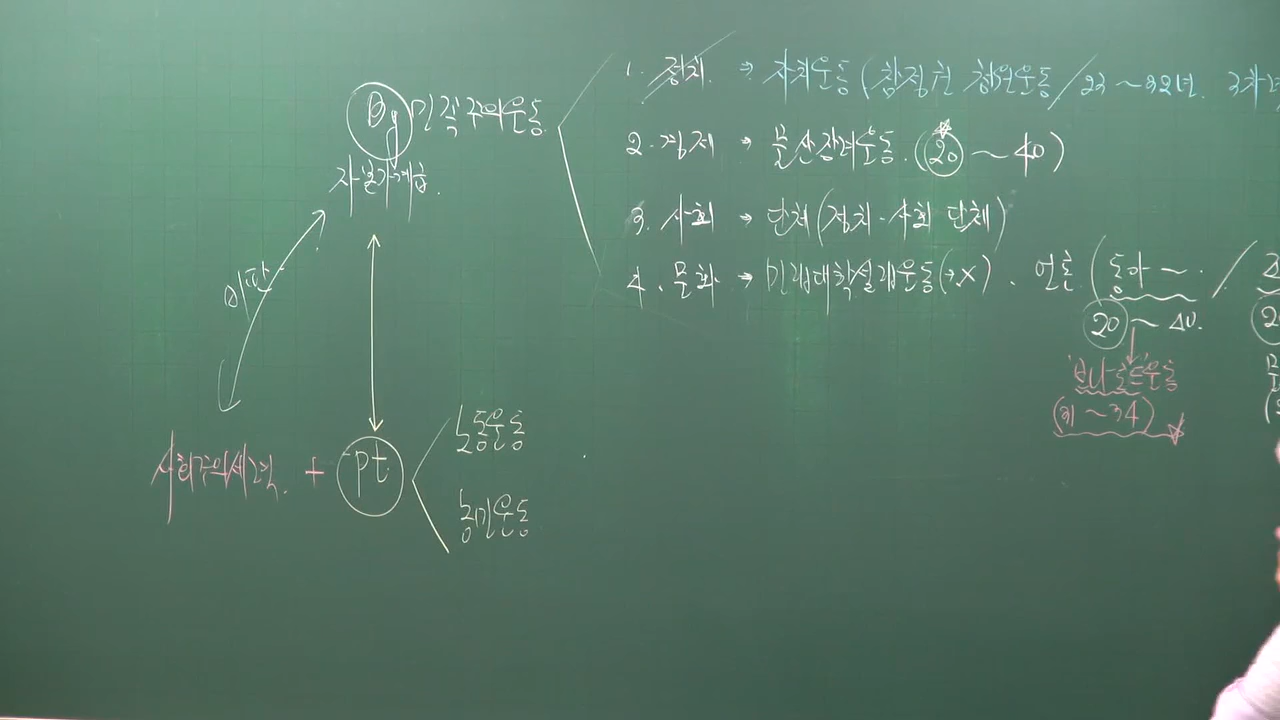 Bg 민족주의운동
자본가계급.
비판
사회주의세력. + pt
노동운동
농민운동
1. 정치 → 자치운동 (참정권 청원운동 / 23 ~ 32년.
2. 경제 → 물산장려운동. (20 ~ 40)
3. 사회 → 단체 (정치·사회 단체)
4. 문화 → 민립대학설립운동(→X). 언론 (동아 ~. /
20 ~ 40.
'브나로드'운동
(31 ~ 34)